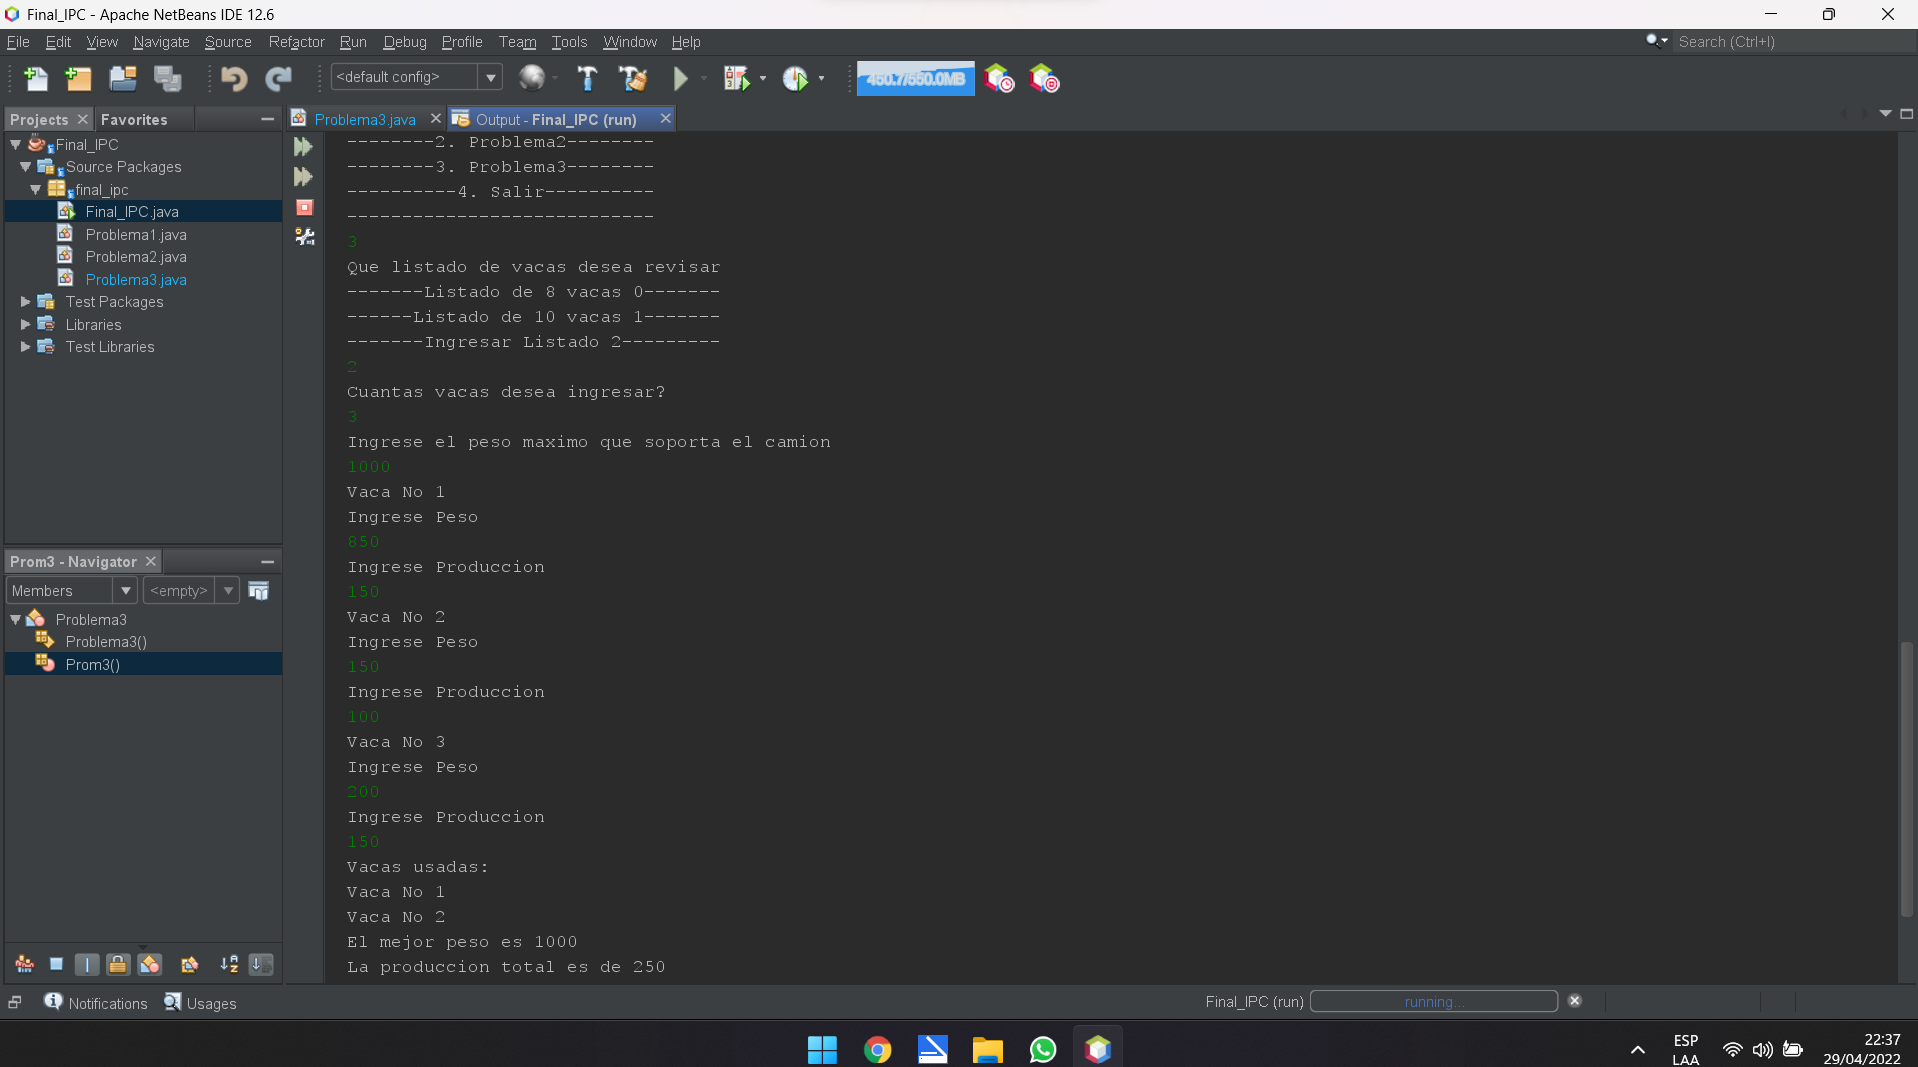 Final_IPC - Apache NetBeans IDE 12.6
File Edit View Navigate Source Refactor Run Debug Profile Team Tools Window Help
Search (Ctrl+I)
<default config>
450.7/550.0MB
Projects
Favorites
Problema3.java
Output - Final_IPC (run)
Final_IPC
Source Packages
final_ipc
Final_IPC.java
Problema1.java
Problema2.java
Problema3.java
Test Packages
Libraries
Test Libraries
Prom3 - Navigator
Members
<empty>
Problema3
Problema3()
Prom3()
--------2. Problema2--------
--------3. Problema3--------
----------4. Salir----------
----------------------------
3
Que listado de vacas desea revisar
-------Listado de 8 vacas 0-------
------Listado de 10 vacas 1-------
-------Ingresar Listado 2---------
2
Cuantas vacas desea ingresar?
3
Ingrese el peso maximo que soporta el camion
1000
Vaca No 1
Ingrese Peso
850
Ingrese Produccion
150
Vaca No 2
Ingrese Peso
150
Ingrese Produccion
100
Vaca No 3
Ingrese Peso
200
Ingrese Produccion
150
Vacas usadas:
Vaca No 1
Vaca No 2
El mejor peso es 1000
La produccion total es de 250
Notifications
Usages
Final_IPC (run)
running...
ESP
LAA
22:37
29/04/2022